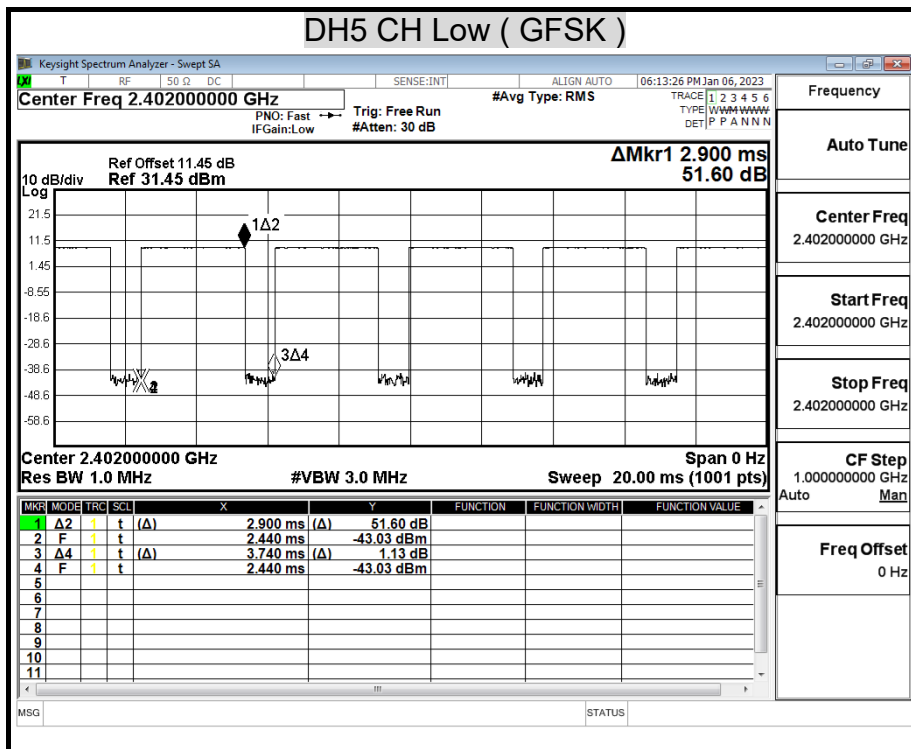 DH5 CH Low ( GFSK )
Keysight Spectrum Analyzer - Swept SA
LXI T RF 50 Ω DC SENSE:INT ALIGN AUTO 06:13:26 PM Jan 06, 2023
Center Freq 2.402000000 GHz
PNO: Fast
IFGain:Low
Trig: Free Run
#Atten: 30 dB
#Avg Type: RMS
TRACE 1 2 3 4 5 6
TYPE WWMWWWW
DET P P A N N N
Ref Offset 11.45 dB
10 dB/div Ref 31.45 dBm
Log
ΔMkr1 2.900 ms
51.60 dB
21.5
11.5
1.45
-8.55
-18.6
-28.6
-38.6
-48.6
-58.6
1Δ2
3Δ4
Center 2.402000000 GHz Span 0 Hz
Res BW 1.0 MHz #VBW 3.0 MHz Sweep 20.00 ms (1001 pts)
MKR MODE TRC SCL X Y FUNCTION FUNCTION WIDTH FUNCTION VALUE
1 Δ2 1 t (Δ) 2.900 ms (Δ) 51.60 dB
2 F 1 t 2.440 ms -43.03 dBm
3 Δ4 1 t (Δ) 3.740 ms (Δ) 1.13 dB
4 F 1 t 2.440 ms -43.03 dBm
5
6
7
8
9
10
11
MSG STATUS
Frequency
Auto Tune
Center Freq
2.402000000 GHz
Start Freq
2.402000000 GHz
Stop Freq
2.402000000 GHz
CF Step
1.000000000 GHz
Auto Man
Freq Offset
0 Hz